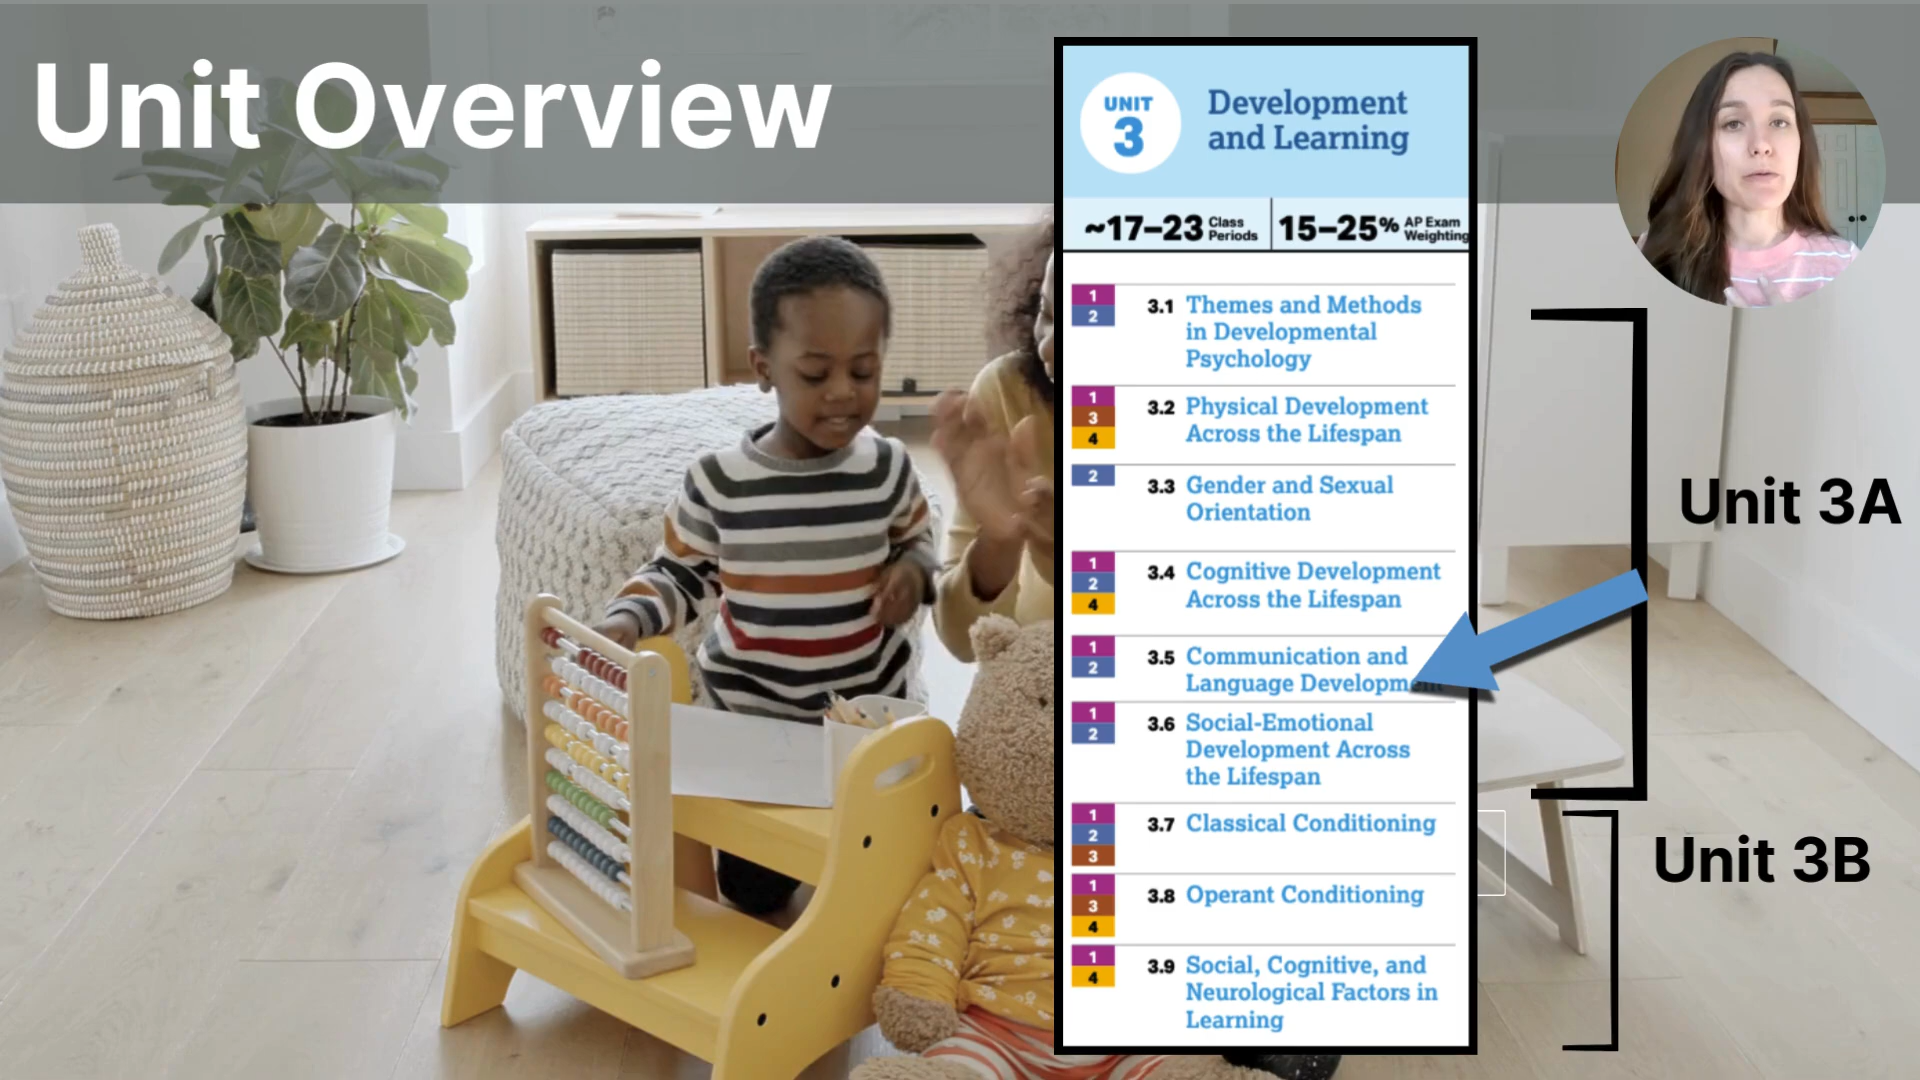 Unit Overview
UNIT
3
Development
and Learning
~17–23 Class
Periods
15–25% AP Exam
Weighting
1
2
3.1 Themes and Methods
in Developmental
Psychology
1
3
4
3.2 Physical Development
Across the Lifespan
2
3.3 Gender and Sexual
Orientation
1
2
4
3.4 Cognitive Development
Across the Lifespan
1
2
3.5 Communication and
Language Development
1
2
3.6 Social-Emotional
Development Across
the Lifespan
1
2
3
3.7 Classical Conditioning
1
3
4
3.8 Operant Conditioning
1
4
3.9 Social, Cognitive, and
Neurological Factors in
Learning
Unit 3A
Unit 3B